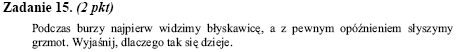 Zadanie 15. (2 pkt)
Podczas burzy najpierw widzimy błyskawicę, a z pewnym opóźnieniem słyszymy
grzmot. Wyjaśnij, dlaczego tak się dzieje.